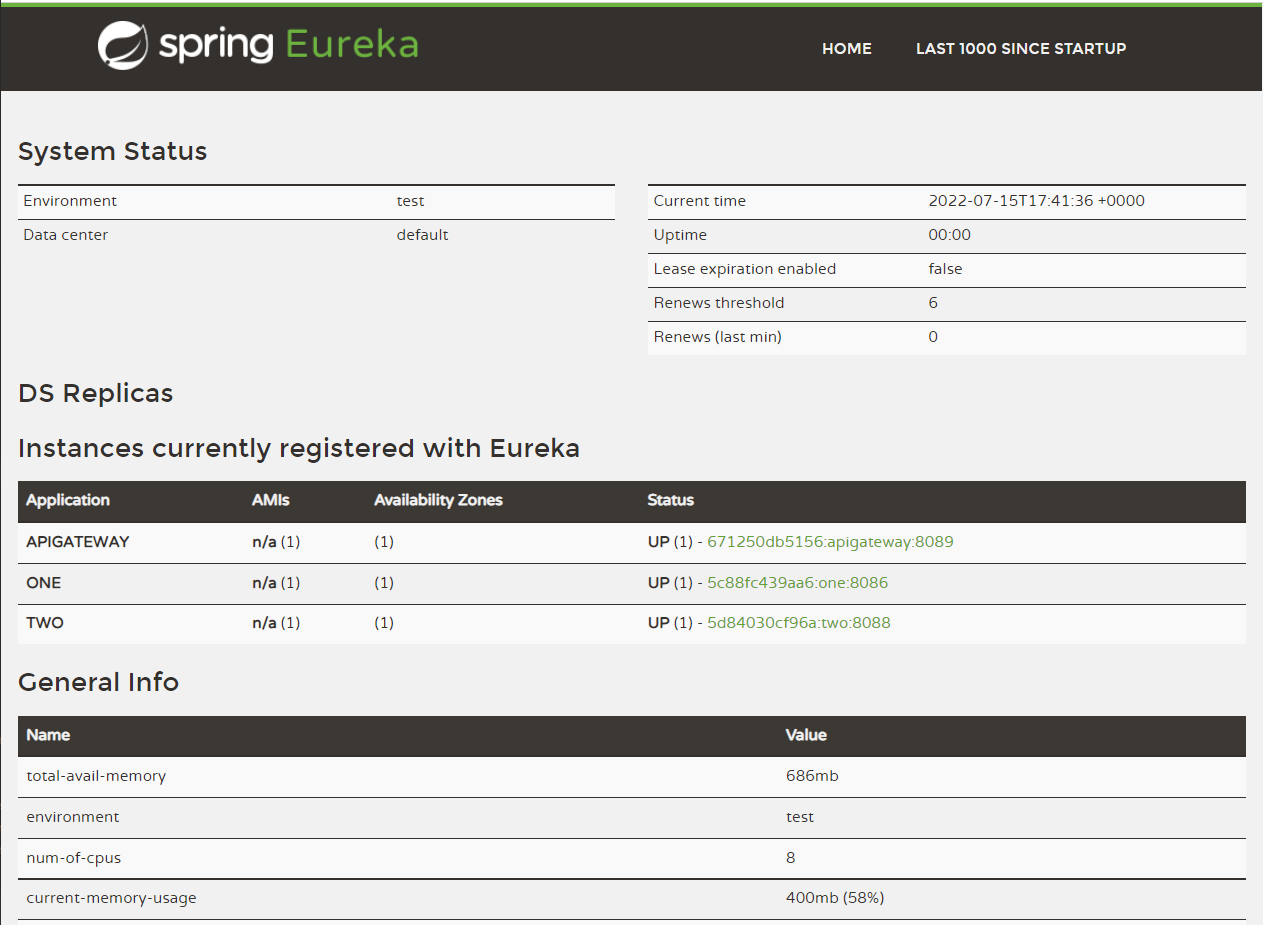 spring Eureka HOME LAST 1000 SINCE STARTUP
System Status
Environment test
Data center default
Current time 2022-07-15T17:41:36 +0000
Uptime 00:00
Lease expiration enabled false
Renews threshold 6
Renews (last min) 0
DS Replicas
Instances currently registered with Eureka
Application AMIs Availability Zones Status
APIGATEWAY n/a (1) (1) UP (1) - 671250db5156:apigateway:8089
ONE n/a (1) (1) UP (1) - 5c88fc439aa6:one:8086
TWO n/a (1) (1) UP (1) - 5d84030cf96a:two:8088
General Info
Name Value
total-avail-memory 686mb
environment test
num-of-cpus 8
current-memory-usage 400mb (58%)